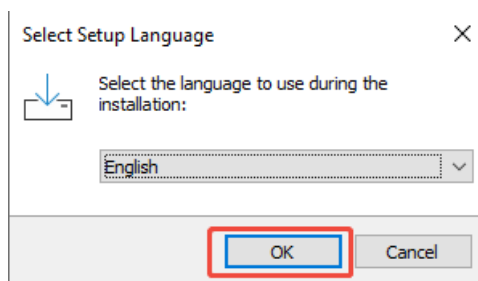 Select Setup Language
Select the language to use during the
installation:
English
OK
Cancel